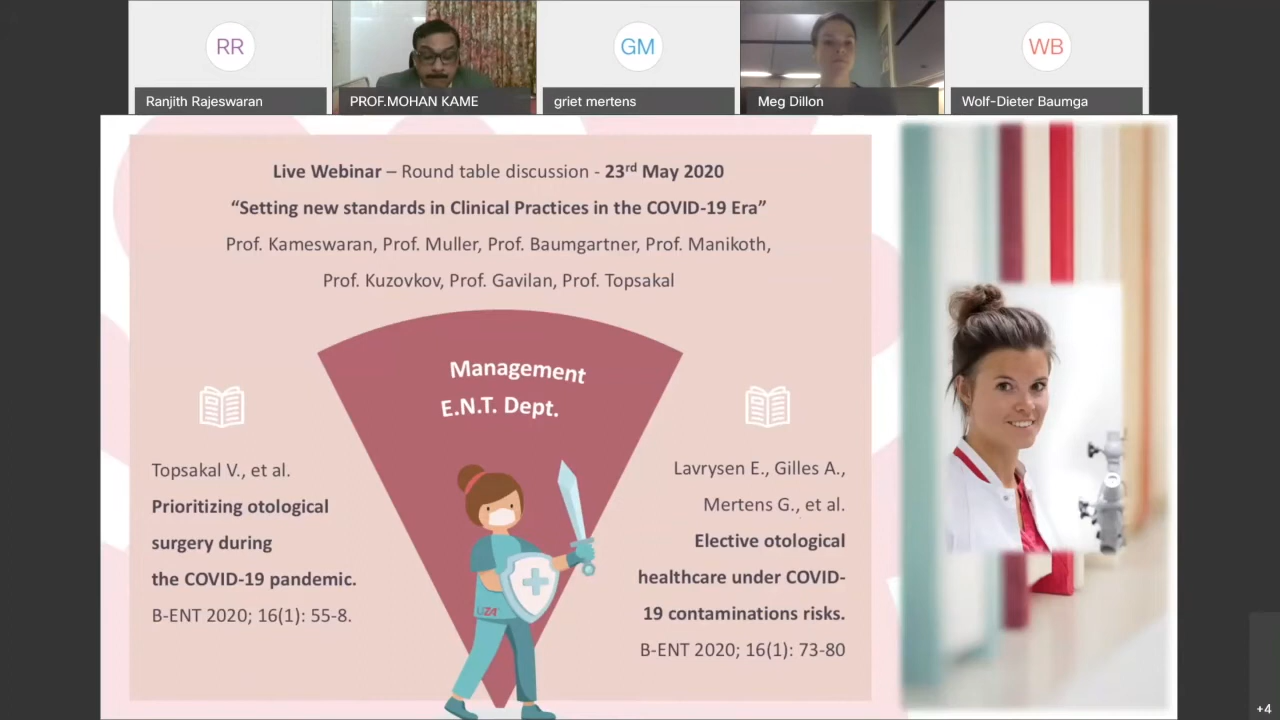 RR
GM
WB
Ranjith Rajeswaran
PROF.MOHAN KAME
griet mertens
Meg Dillon
Wolf-Dieter Baumga
Live Webinar – Round table discussion - 23rd May 2020
“Setting new standards in Clinical Practices in the COVID-19 Era”
Prof. Kameswaran, Prof. Muller, Prof. Baumgartner, Prof. Manikoth,
Prof. Kuzovkov, Prof. Gavilan, Prof. Topsakal
Management
E.N.T. Dept.
Topsakal V., et al.
Prioritizing otological
surgery during
the COVID-19 pandemic.
B-ENT 2020; 16(1): 55-8.
Lavrysen E., Gilles A.,
Mertens G., et al.
Elective otological
healthcare under COVID-
19 contaminations risks.
B-ENT 2020; 16(1): 73-80
UZA
+4